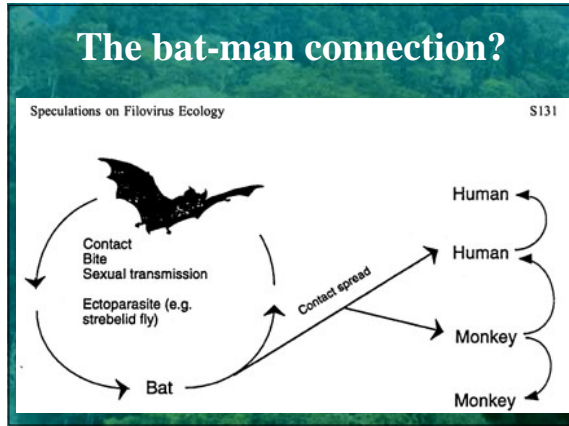 The bat-man connection?
Speculations on Filovirus Ecology
S131
Contact
Bite
Sexual transmission
Ectoparasite (e.g.
strebelid fly)
Bat
Contact spread
Human
Human
Monkey
Monkey